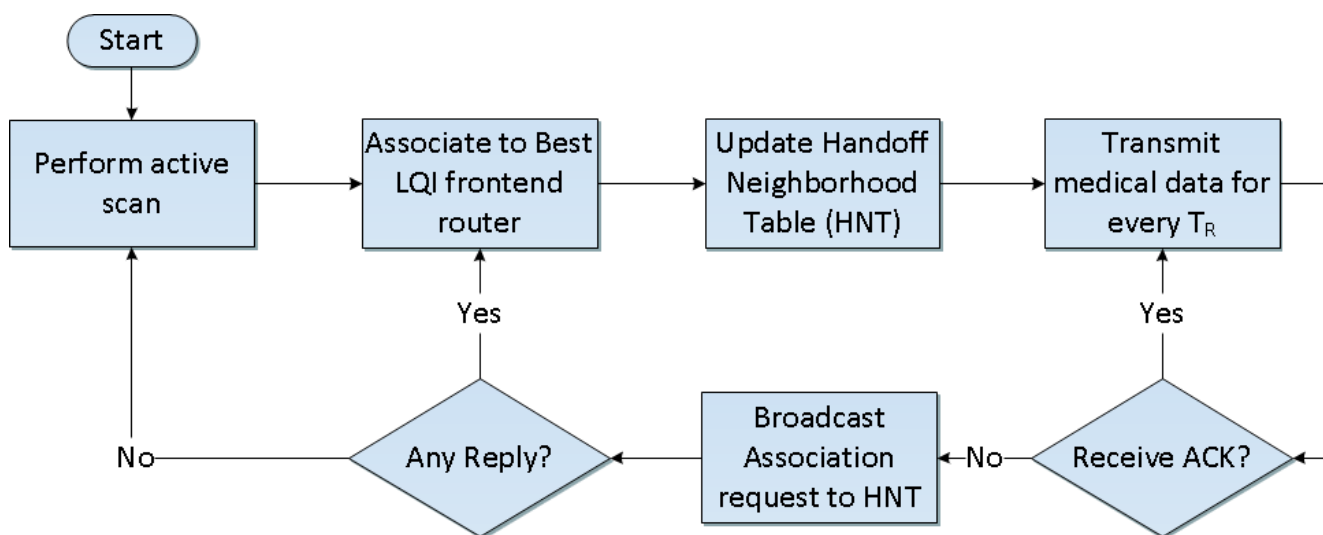 Start
Perform active
scan
Associate to Best
LQI frontend
router
Update Handoff
Neighborhood
Table (HNT)
Transmit
medical data for
every TR
Yes
Yes
Broadcast
Association
request to HNT
No
Any Reply?
No
Receive ACK?